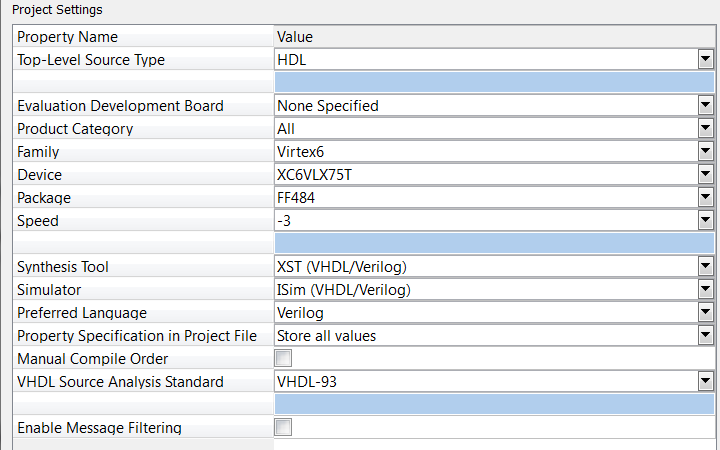 Project Settings
Property Name Value
Top-Level Source Type HDL
Evaluation Development Board None Specified
Product Category All
Family Virtex6
Device XC6VLX75T
Package FF484
Speed -3
Synthesis Tool XST (VHDL/Verilog)
Simulator ISim (VHDL/Verilog)
Preferred Language Verilog
Property Specification in Project File Store all values
Manual Compile Order
VHDL Source Analysis Standard VHDL-93
Enable Message Filtering